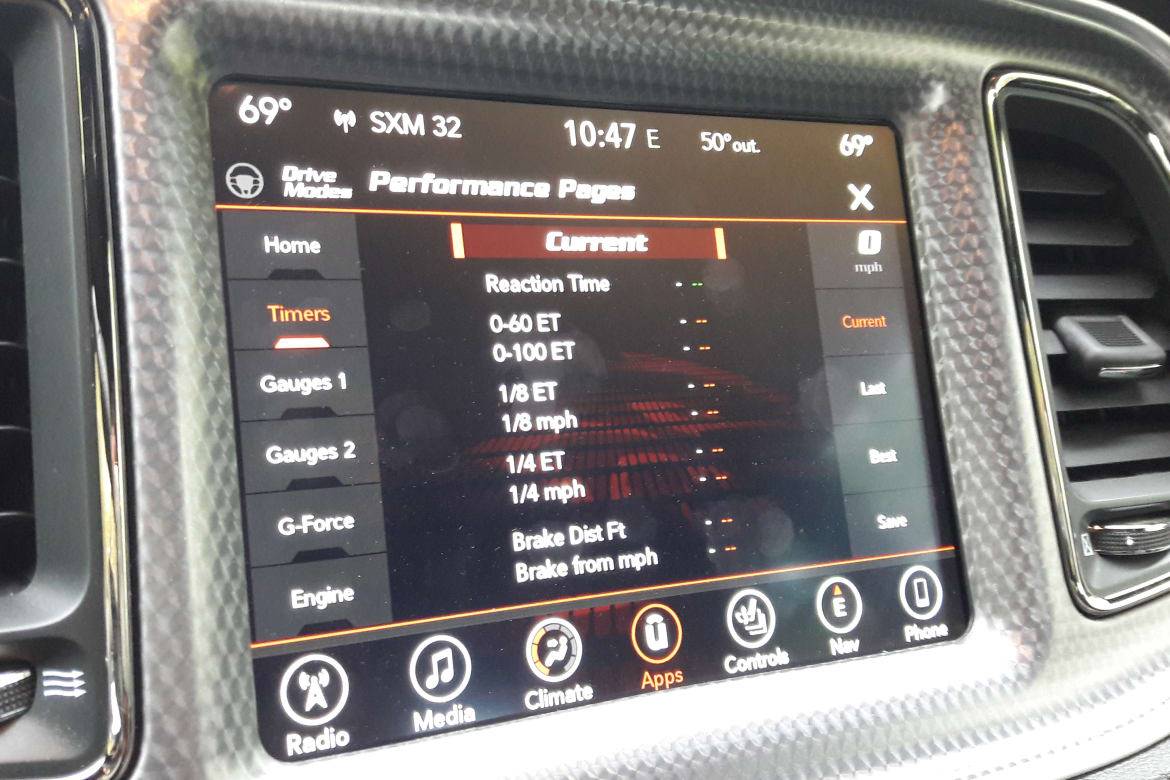 69° SXM 32 10:47 E 50°out. 69°
Drive Modes Performance Pages X
Home
Timers
Gauges 1
Gauges 2
G-Force
Engine
Current
Reaction Time -.--
0-60 ET -.--
0-100 ET -.--
1/8 ET -.--
1/8 mph -.--
1/4 ET -.--
1/4 mph -.--
Brake Dist Ft -.--
Brake from mph -.--
0
mph
Current
Last
Best
Save
Radio
Media
Climate
Apps
Controls
E
Nav
Phone